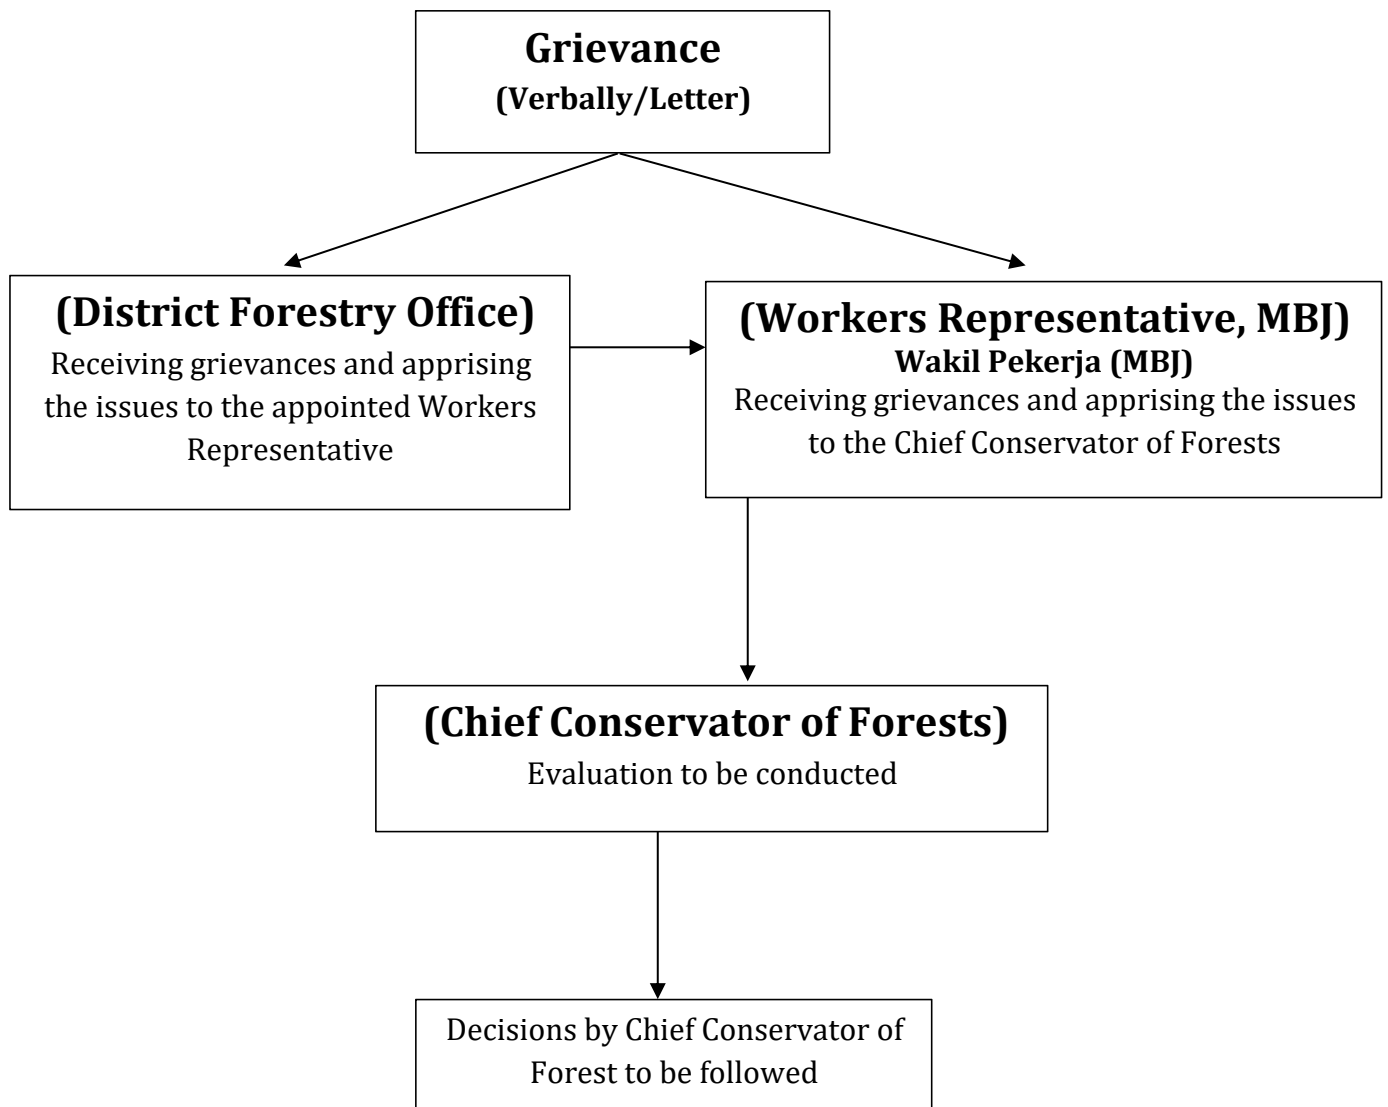 Grievance
(Verbally/Letter)
(District Forestry Office)
Receiving grievances and apprising
the issues to the appointed Workers
Representative
(Workers Representative, MBJ)
Wakil Pekerja (MBJ)
Receiving grievances and apprising the issues
to the Chief Conservator of Forests
(Chief Conservator of Forests)
Evaluation to be conducted
Decisions by Chief Conservator of
Forest to be followed